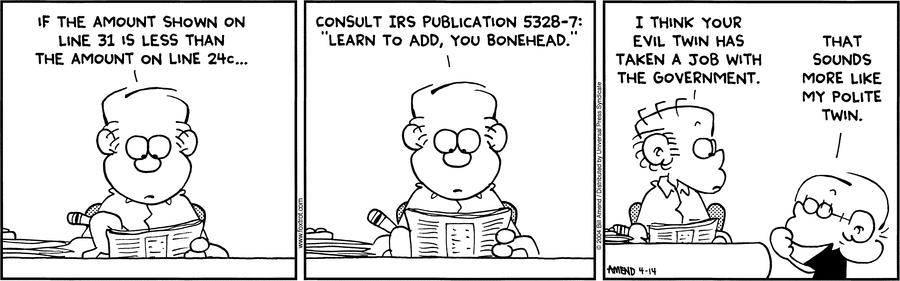 IF THE AMOUNT SHOWN ON
LINE 31 IS LESS THAN
THE AMOUNT ON LINE 24c...
CONSULT IRS PUBLICATION 5328-7:
"LEARN TO ADD, YOU BONEHEAD."
www.foxtrot.com
I THINK YOUR
EVIL TWIN HAS
TAKEN A JOB WITH
THE GOVERNMENT.
THAT
SOUNDS
MORE LIKE
MY POLITE
TWIN.
Bill Amend / Distributed by Universal Press Syndicate
AMEND 4-14